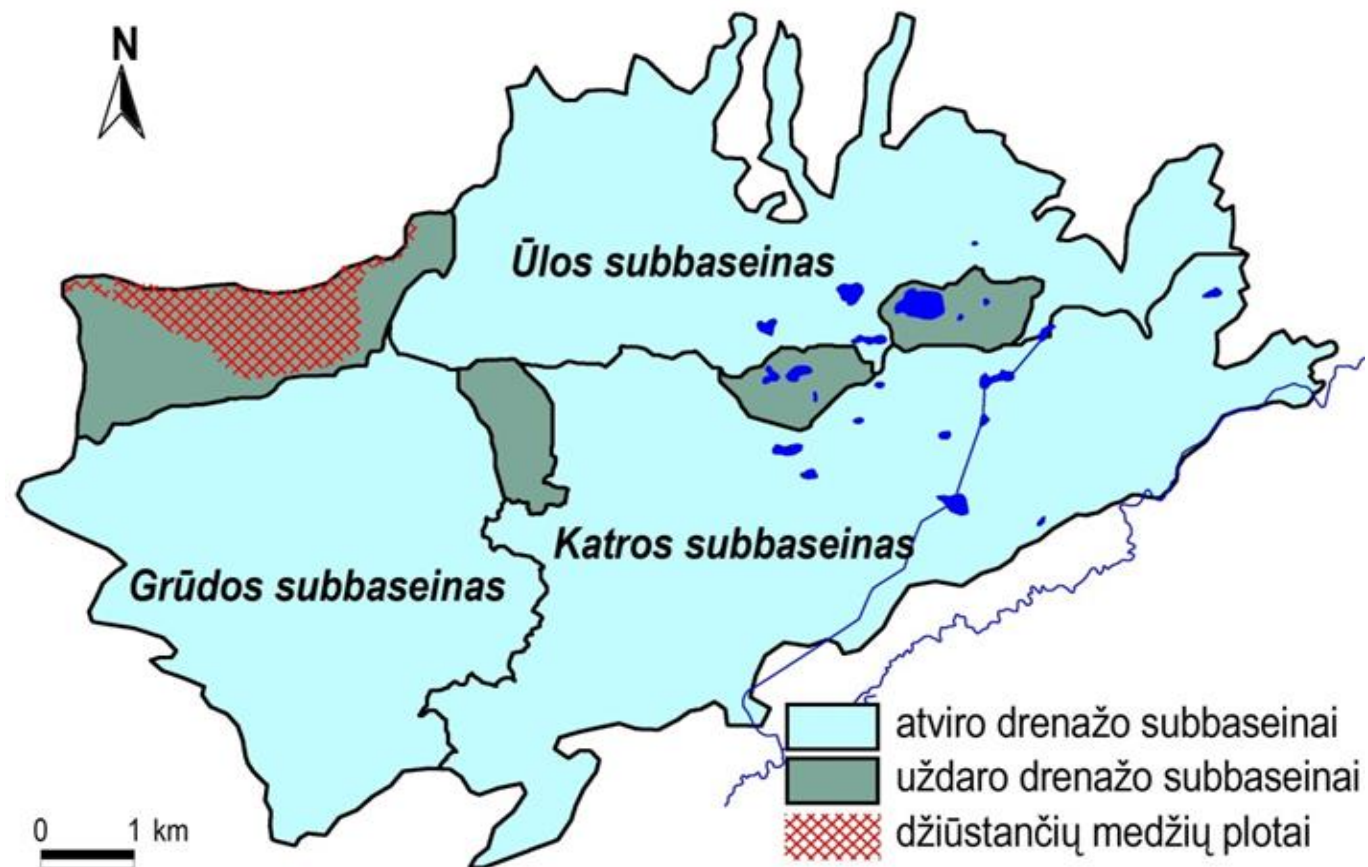 N
Ūlos subbaseinas
Katros subbaseinas
Grūdos subbaseinas
atviro drenažo subbaseinai
uždaro drenažo subbaseinai
džiūstančių medžių plotai
0 1 km